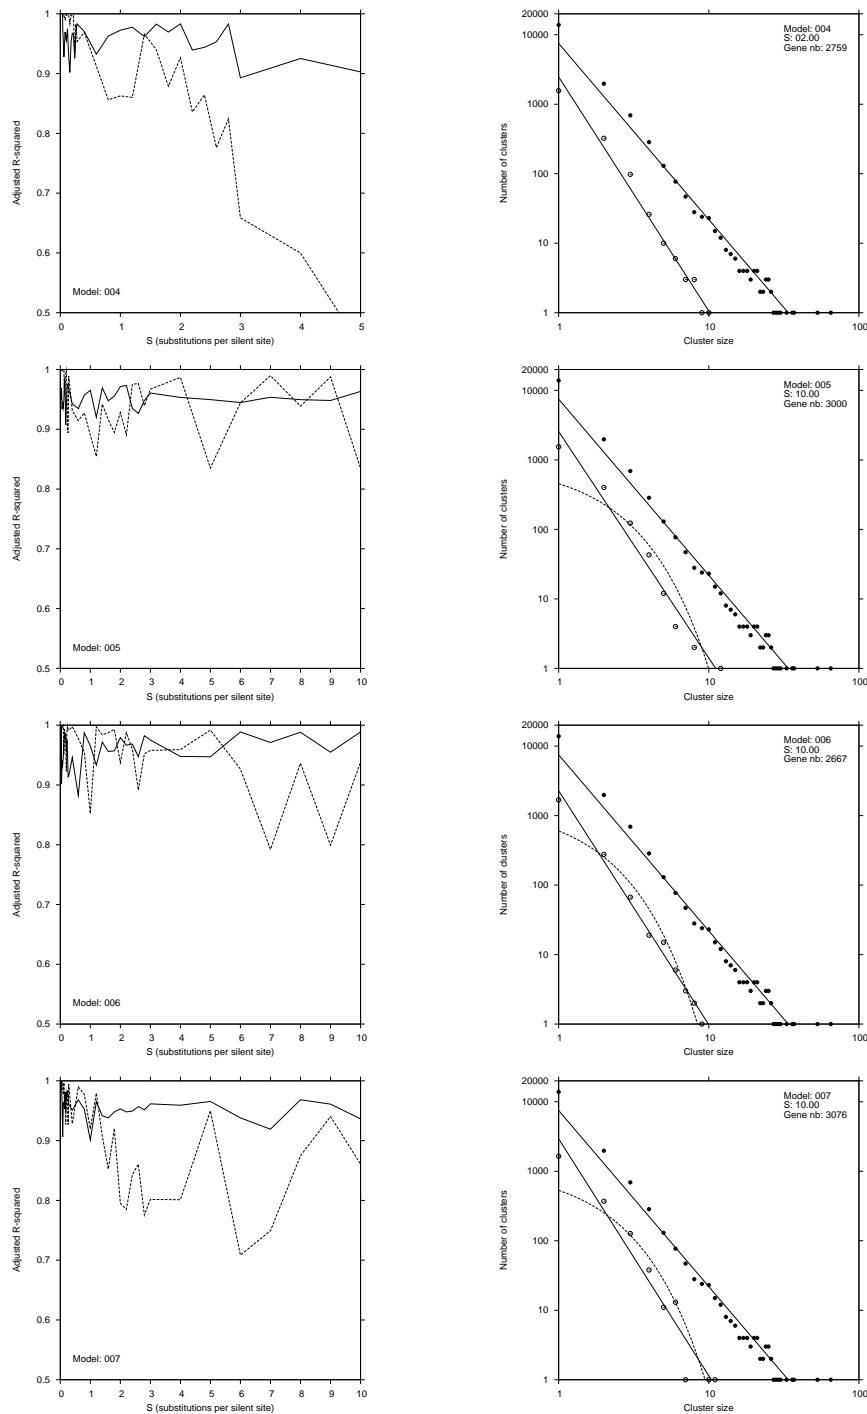 1
0.9
0.8
0.7
0.6
0.5
Adjusted R-squared
Model: 004
0 1 2 3 4 5
S (substitutions per silent site)
20000
10000
1000
100
10
1
Number of clusters
Model: 004
S: 02.00
Gene nb: 2759
1 10 100
Cluster size
1
0.9
0.8
0.7
0.6
0.5
Adjusted R-squared
Model: 005
0 1 2 3 4 5 6 7 8 9 10
S (substitutions per silent site)
20000
10000
1000
100
10
1
Number of clusters
Model: 005
S: 10.00
Gene nb: 3000
1 10 100
Cluster size
1
0.9
0.8
0.7
0.6
0.5
Adjusted R-squared
Model: 006
0 1 2 3 4 5 6 7 8 9 10
S (substitutions per silent site)
20000
10000
1000
100
10
1
Number of clusters
Model: 006
S: 10.00
Gene nb: 2667
1 10 100
Cluster size
1
0.9
0.8
0.7
0.6
0.5
Adjusted R-squared
Model: 007
0 1 2 3 4 5 6 7 8 9 10
S (substitutions per silent site)
20000
10000
1000
100
10
1
Number of clusters
Model: 007
S: 10.00
Gene nb: 3076
1 10 100
Cluster size